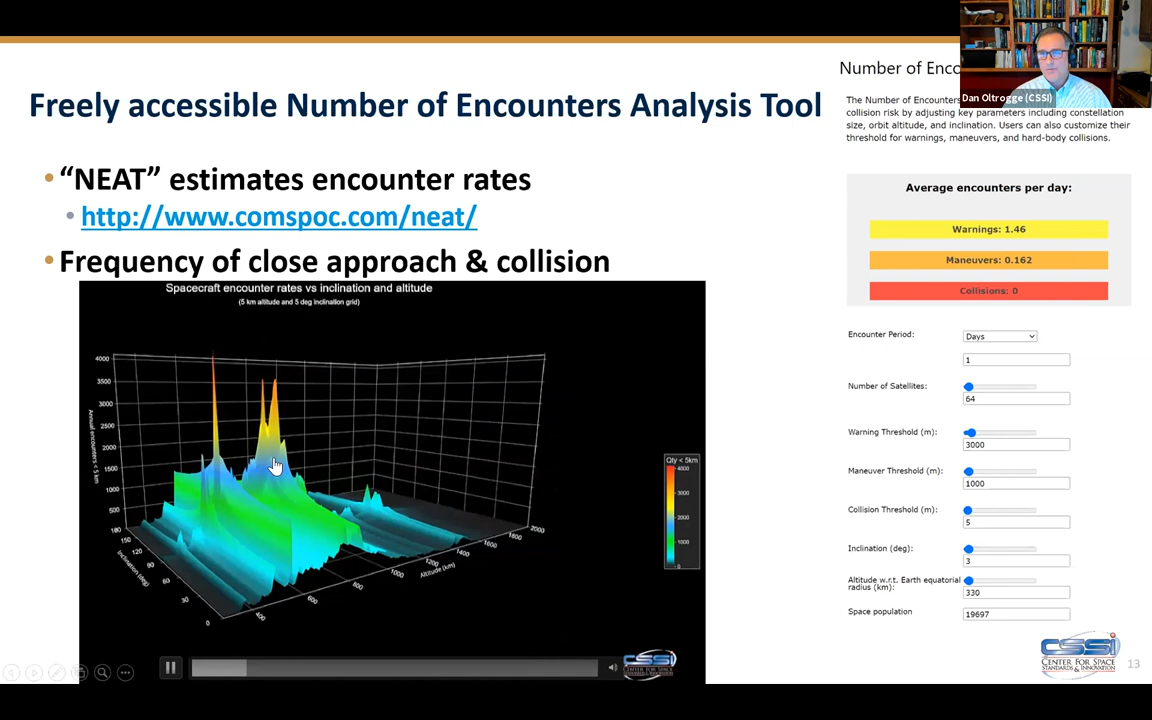 Number of Enco
Dan Oltrogge (CSSI)
Freely accessible Number of Encounters Analysis Tool
The Number of Encounters
collision risk by adjusting key parameters including constellation
size, orbit altitude, and inclination. Users can also customize their
threshold for warnings, maneuvers, and hard-body collisions.
• “NEAT” estimates encounter rates
• http://www.comspoc.com/neat/
• Frequency of close approach & collision
Average encounters per day:
Warnings: 1.46
Maneuvers: 0.162
Collisions: 0
Spacecraft encounter rates vs inclination and altitude
(5 km altitude and 5 deg inclination grid)
4000
3500
3000
2500
2000
1500
1000
500
Annual encounters < 5 km
180
150
120
90
60
30
0
Inclination (deg)
400
600
800
1000
1200
1400
1600
1800
2000
Altitude (km)
Qty < 5km
4000
3000
2000
1000
0
Encounter Period:
Days
1
Number of Satellites:
64
Warning Threshold (m):
3000
Maneuver Threshold (m):
1000
Collision Threshold (m):
5
Inclination (deg):
3
Altitude w.r.t. Earth equatorial
radius (km):
330
Space population
19697
CSSI
CENTER FOR SPACE
STANDARDS & INNOVATION
CSSI
CENTER FOR SPACE
STANDARDS & INNOVATION
13